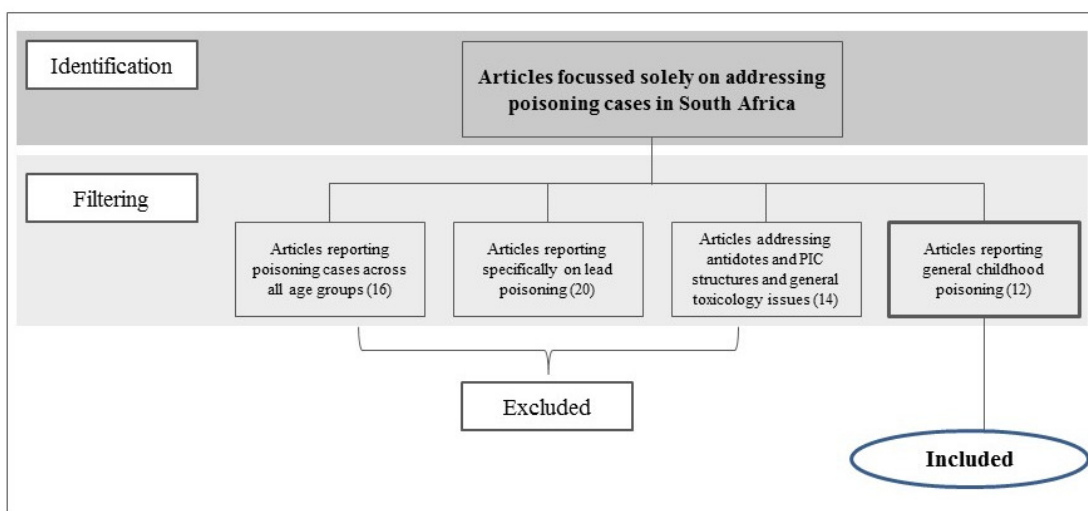 Identification
Articles focussed solely on addressing
poisoning cases in South Africa
Filtering
Articles reporting
poisoning cases across
all age groups (16)
Articles reporting
specifically on lead
poisoning (20)
Articles addressing
antidotes and PIC
structures and general
toxicology issues (14)
Articles reporting
general childhood
poisoning (12)
Excluded
Included